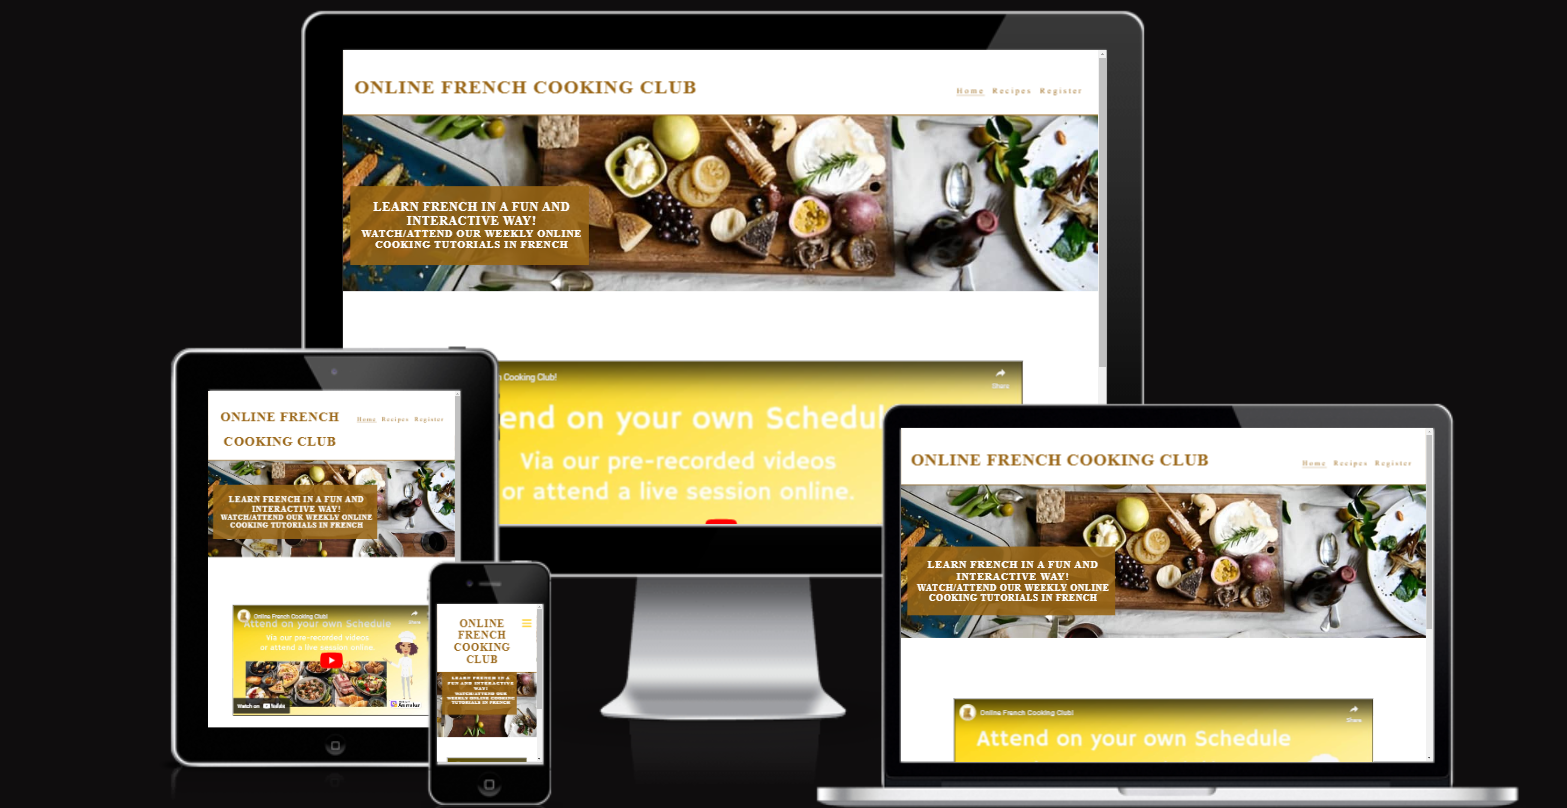 ONLINE FRENCH COOKING CLUB
Home Recipes Register
LEARN FRENCH IN A FUN AND
INTERACTIVE WAY!
WATCH/ATTEND OUR WEEKLY ONLINE
COOKING TUTORIALS IN FRENCH
Cooking Club!
Share
end on your own Schedul
Via our pre-recorded videos
or attend a live session online.
ONLINE FRENCH
COOKING CLUB
Home Recipes Register
LEARN FRENCH IN A FUN AND
INTERACTIVE WAY!
WATCH/ATTEND OUR WEEKLY ONLINE
COOKING TUTORIALS IN FRENCH
Online French Cooking Club!
Share
Attend on your own Schedule
Via our pre-recorded videos
or attend a live session online.
Watch on YouTube
ONLINE
FRENCH
COOKING
CLUB
LEARN FRENCH IN A
FUN AND INTERACTIVE
WAY!
WATCH/ATTEND OUR
WEEKLY ONLINE COOKING
TUTORIALS IN FRENCH
ONLINE FRENCH COOKING CLUB
Home Recipes Register
LEARN FRENCH IN A FUN AND
INTERACTIVE WAY!
WATCH/ATTEND OUR WEEKLY ONLINE
COOKING TUTORIALS IN FRENCH
Online French Cooking Club!
Share
Attend on your own Schedule